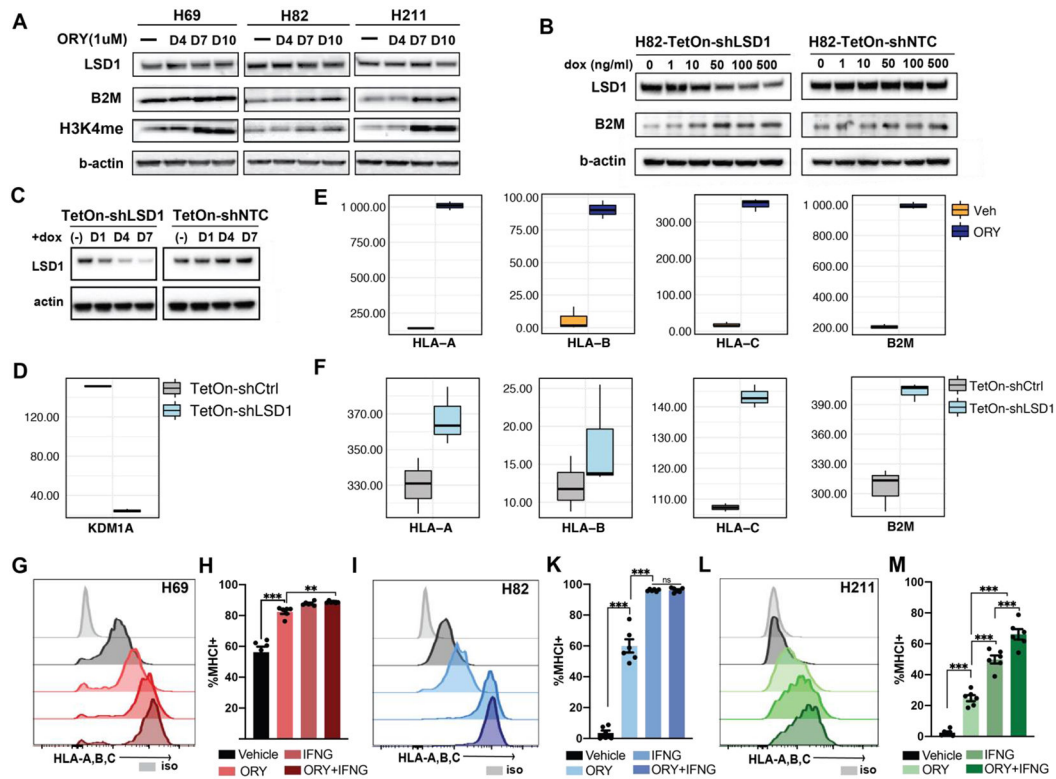 A
H69 H82 H211
ORY(1uM) — D4 D7 D10 — D4 D7 D10 — D4 D7 D10
LSD1
B2M
H3K4me
b-actin
B
H82-TetOn-shLSD1 H82-TetOn-shNTC
dox (ng/ml) 0 1 10 50 100 500 0 1 10 50 100 500
LSD1
B2M
b-actin
C
TetOn-shLSD1 TetOn-shNTC
+dox (-) D1 D4 D7 (-) D1 D4 D7
LSD1
actin
D
120.00
80.00
40.00
KDM1A
TetOn-shCtrl
TetOn-shLSD1
E
1 000.00
750.00
500.00
250.00
HLA–A
100.00
75.00
50.00
25.00
0.00
HLA–B
300.00
200.00
100.00
0.00
HLA–C
1 000.00
800.00
600.00
400.00
200.00
B2M
Veh
ORY
F
370.00
350.00
330.00
HLA–A
25.00
22.00
20.00
18.00
15.00
12.00
10.00
HLA–B
140.00
130.00
120.00
110.00
HLA–C
390.00
360.00
330.00
300.00
B2M
TetOn-shCtrl
TetOn-shLSD1
G
H69
HLA-A,B,C
iso
H
%MHCI+
100
80
60
40
20
0
*** **
Vehicle IFNG
ORY ORY+IFNG
I
H82
HLA-A,B,C
iso
K
%MHCI+
100
80
60
40
20
0
*** *** ns
Vehicle IFNG
ORY ORY+IFNG
L
H211
HLA-A,B,C
iso
M
%MHCI+
100
80
60
40
20
0
*** *** *** ***
Vehicle IFNG
ORY ORY+IFNG